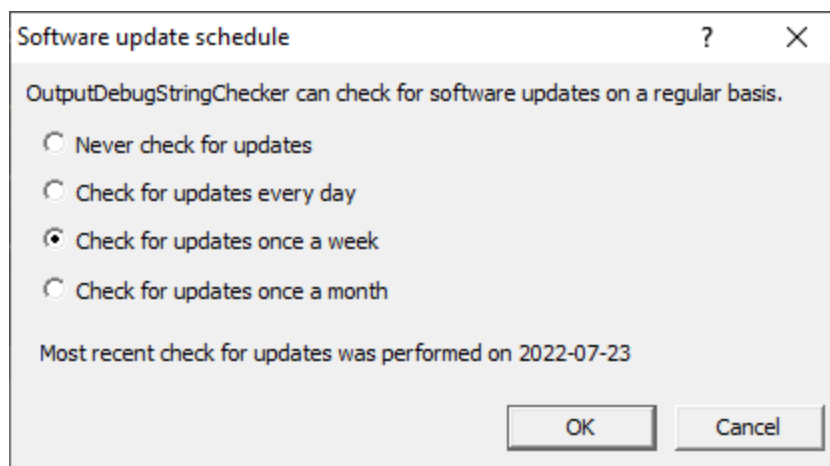 Software update schedule ?
OutputDebugStringChecker can check for software updates on a regular basis.
Never check for updates
Check for updates every day
Check for updates once a week
Check for updates once a month
Most recent check for updates was performed on 2022-07-23
OK Cancel